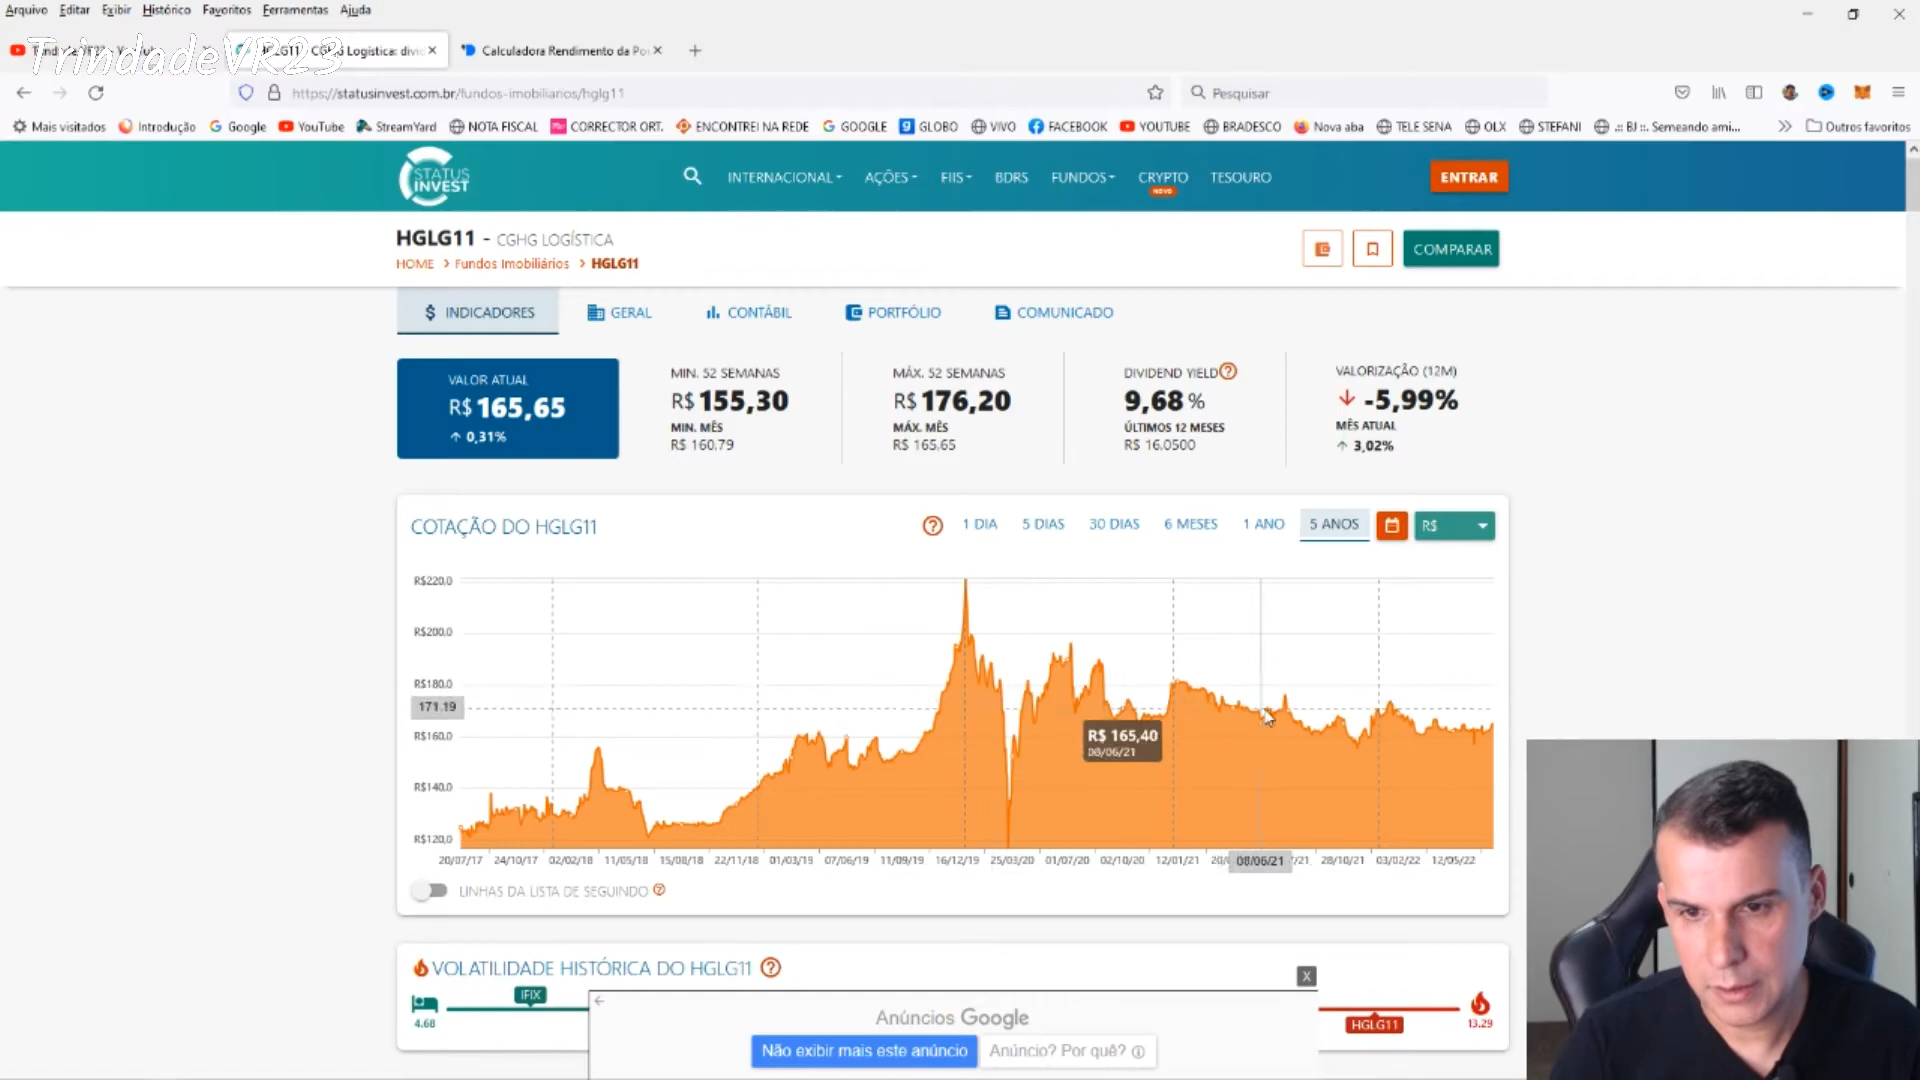 Arquivo Editar Exibir Histórico Favoritos Ferramentas Ajuda
TrindadeVR23
CGHG Logística: divi
Calculadora Rendimento da Po
https://statusinvest.com.br/fundos-imobiliarios/hglg11
Pesquisar
Mais visitados Introdução Google YouTube StreamYard NOTA FISCAL CORRECTOR ORT. ENCONTREI NA REDE GOOGLE GLOBO VIVO FACEBOOK YOUTUBE BRADESCO Nova aba TELE SENA OLX STEFANI .:: BJ ::. Semeando ami... Outros favoritos
STATUS
INVEST
INTERNACIONAL AÇÕES FIIS BDRS FUNDOS CRYPTO TESOURO
NOVO
ENTRAR
HGLG11 - CGHG LOGÍSTICA
COMPARAR
HOME > Fundos Imobiliários > HGLG11
INDICADORES GERAL CONTÁBIL PORTFÓLIO COMUNICADO
VALOR ATUAL
R$ 165,65
0,31%
MIN. 52 SEMANAS
R$ 155,30
MIN. MÊS
R$ 160,79
MÁX. 52 SEMANAS
R$ 176,20
MÁX. MÊS
R$ 165,65
DIVIDEND YIELD
9,68 %
ÚLTIMOS 12 MESES
R$ 16,0500
VALORIZAÇÃO (12M)
-5,99%
MÊS ATUAL
3,02%
COTAÇÃO DO HGLG11
1 DIA 5 DIAS 30 DIAS 6 MESES 1 ANO 5 ANOS R$
R$220,0
R$200,0
R$180,0
171.19
R$160,0
R$140,0
R$120,0
R$ 165,40
08/06/21
20/07/17 24/10/17 02/02/18 11/05/18 15/08/18 22/11/18 01/03/19 07/06/19 11/09/19 16/12/19 25/03/20 01/07/20 02/10/20 12/01/21 08/06/21 28/10/21 03/02/22 12/05/22
LINHAS DA LISTA DE SEGUINDO
VOLATILIDADE HISTÓRICA DO HGLG11
IFIX
4.68
HGLG11
13.29
X
Anúncios Google
Não exibir mais este anúncio
Anúncio? Por quê?